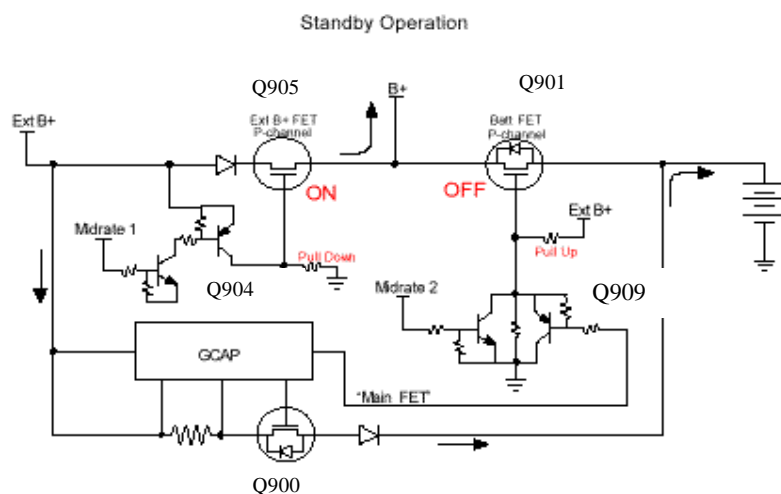 Standby Operation
Q905
B+
Q901
Ext B+
Ext B+ FET
P-channel
Batt FET
P-channel
ON
OFF
Ext B+
Midrate 1
Pull Down
Pull Up
Q904
Midrate 2
Q909
GCAP
"Main FET"
Q900